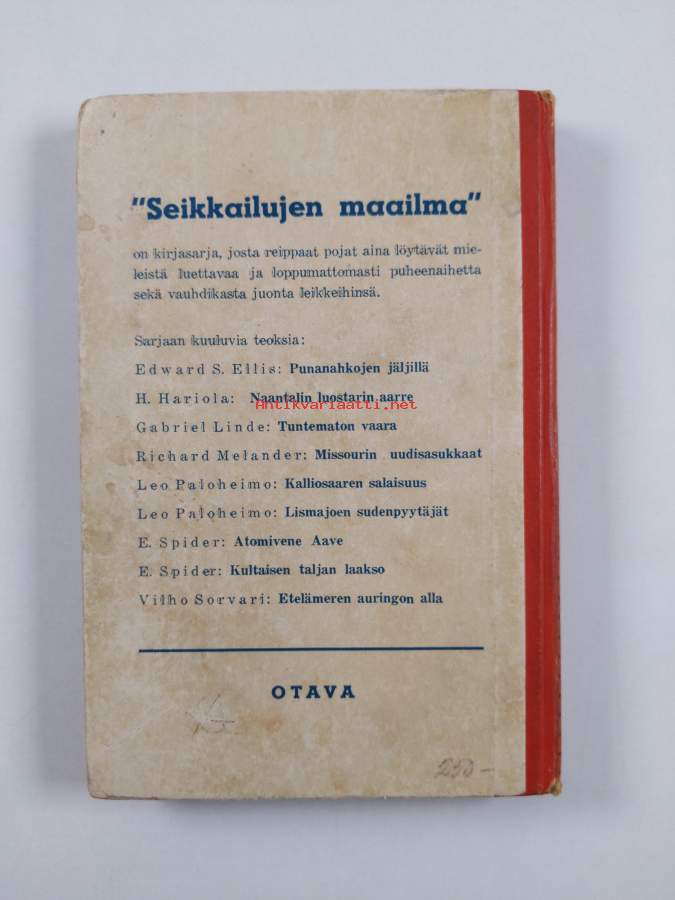 "Seikkailujen maailma"
on kirjasarja, josta reippaat pojat aina löytävät mie-
leistä luettavaa ja loppumattomasti puheenaihetta
sekä vauhdikasta juonta leikkeihinsä.
Sarjaan kuuluvia teoksia:
Edward S. Ellis: Punanahkojen jäljillä
H. Hariola: Naantalin luostarin aarre
Antikvariaatti.net
Gabriel Linde: Tuntematon vaara
Richard Melander: Missourin uudisasukkaat
Leo Paloheimo: Kalliosaaren salaisuus
Leo Paloheimo: Lismajoen sudenpyytäjät
E. Spider: Atomivene Aave
E. Spider: Kultaisen taljan laakso
Vilho Sorvari: Etelämeren auringon alla
OTAVA
250-